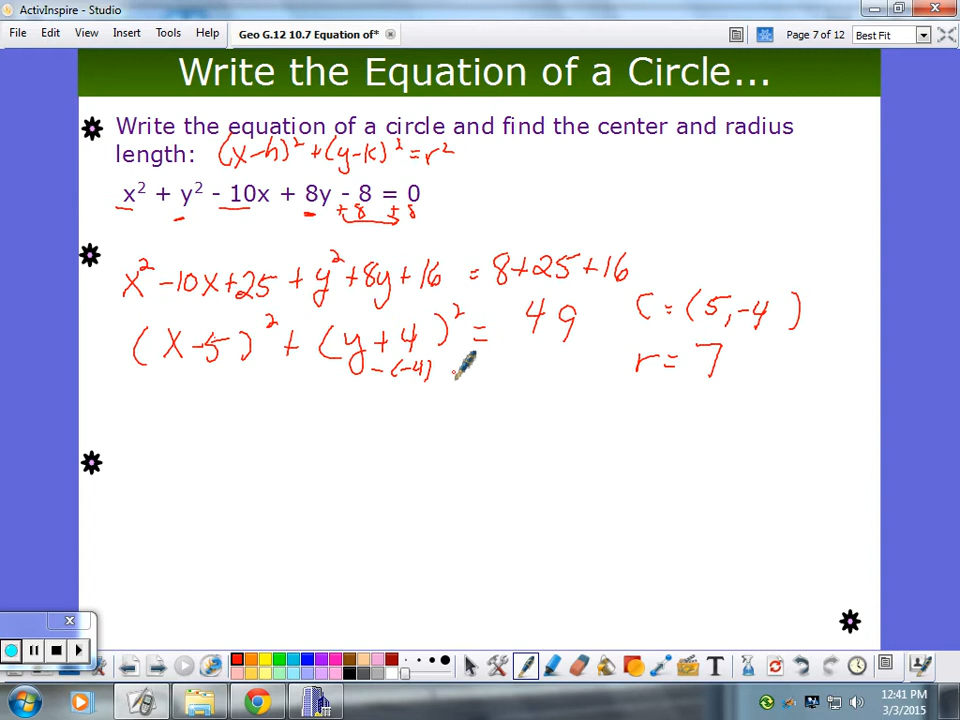 ActivInspire - Studio
File Edit View Insert Tools Help Geo G.12 10.7 Equation of* Page 7 of 12 Best Fit
Write the Equation of a Circle...
Write the equation of a circle and find the center and radius
length: (x-h)² + (y-k)² = r²
x² + y² - 10x + 8y - 8 = 0
+8 +8
x² -10x+25 + y² +8y+16 = 8+25+16
(x-5)² + (y+4)² = 49 C = (5, -4)
-(-4) r = 7
T
12:41 PM
3/3/2015